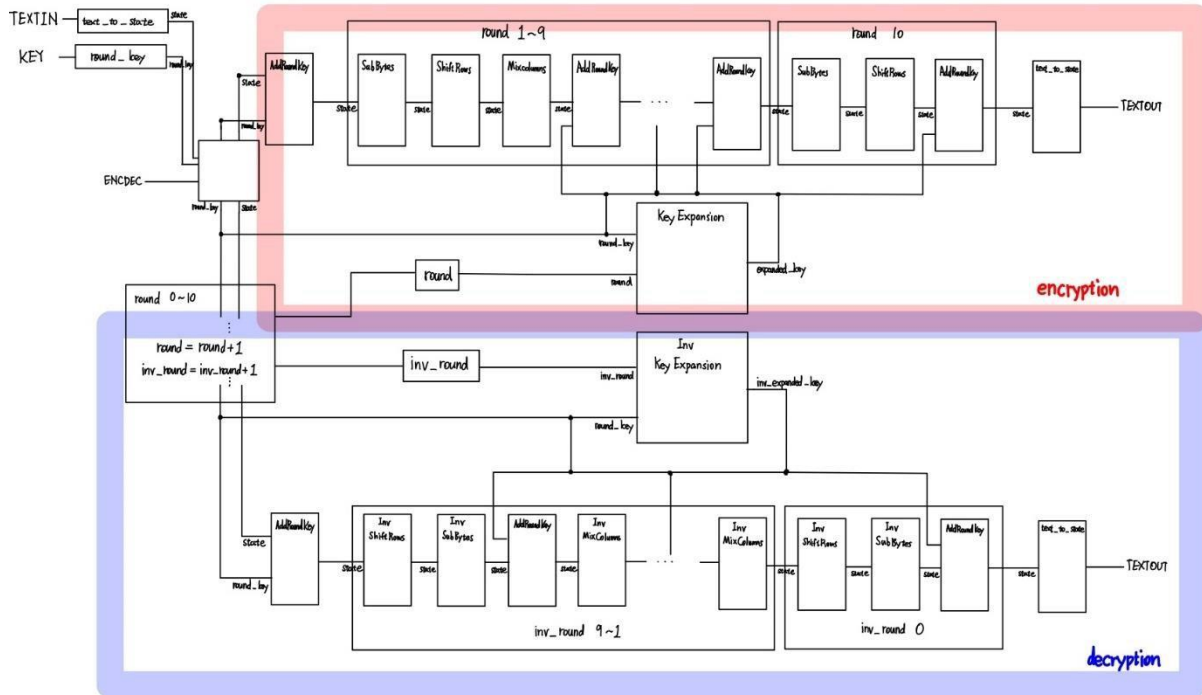 TEXTIN
text_to_state
state
KEY
round_key
round_key
ENCDEC
round_key
state
state
round_key
AddRoundKey
round 1~9
state
SubBytes
state
ShiftRows
state
Mixcolumns
state
AddRoundKey
...
AddRoundKey
round 10
state
SubBytes
state
ShiftRows
state
AddRoundKey
state
text_to_state
TEXTOUT
Key Expansion
round_key
round
expanded_key
round
encryption
round 0~10
⋮
round = round+1
inv_round = inv_round+1
⋮
inv_round
Inv
Key Expansion
inv_round
round_key
inv_expanded_key
state
round_key
AddRoundKey
state
Inv
ShiftRows
state
Inv
SubBytes
state
AddRoundKey
state
Inv
MixColumns
...
Inv
MixColumns
inv_round 9~1
state
Inv
ShiftRows
state
Inv
SubBytes
state
AddRoundKey
inv_round 0
state
text_to_state
TEXTOUT
decryption